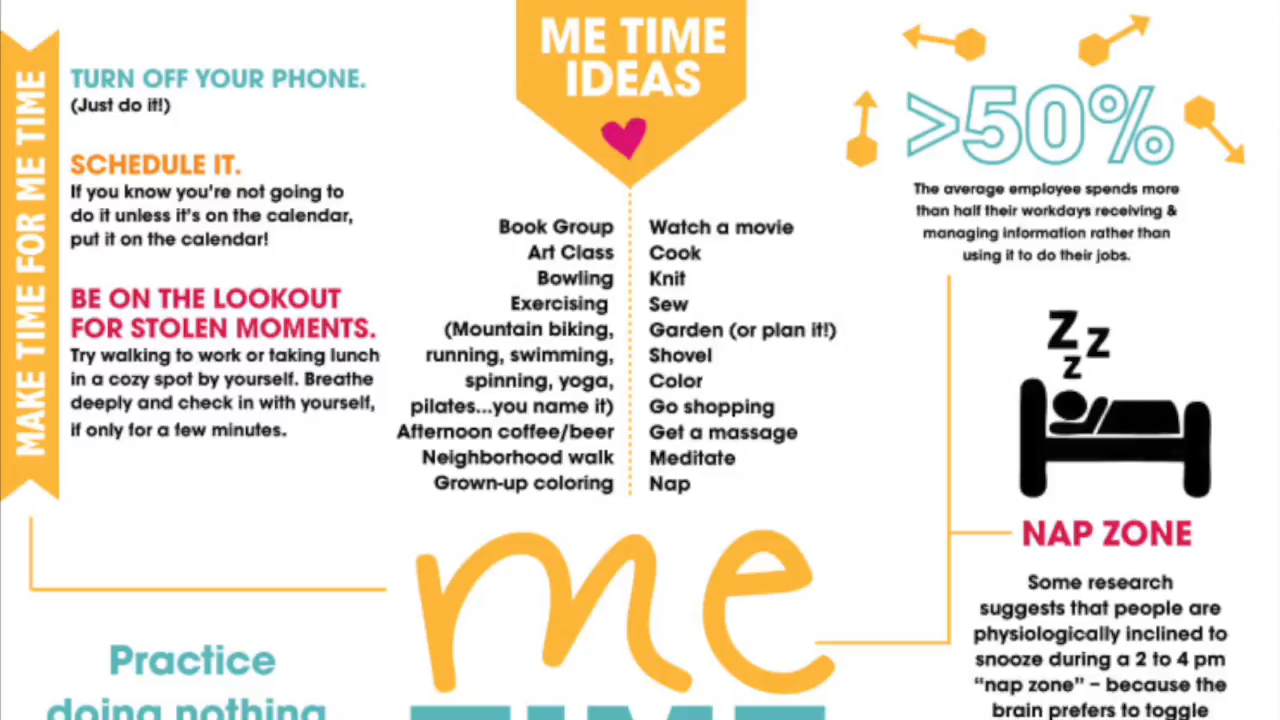 MAKE TIME FOR ME TIME
TURN OFF YOUR PHONE.
(Just do it!)
SCHEDULE IT.
If you know you're not going to
do it unless it's on the calendar,
put it on the calendar!
BE ON THE LOOKOUT
FOR STOLEN MOMENTS.
Try walking to work or taking lunch
in a cozy spot by yourself. Breathe
deeply and check in with yourself,
if only for a few minutes.
ME TIME
IDEAS
Book Group
Art Class
Bowling
Exercising
(Mountain biking,
running, swimming,
spinning, yoga,
pilates...you name it)
Afternoon coffee/beer
Neighborhood walk
Grown-up coloring
Watch a movie
Cook
Knit
Sew
Garden (or plan it!)
Shovel
Color
Go shopping
Get a massage
Meditate
Nap
>50%
The average employee spends more
than half their workdays receiving &
managing information rather than
using it to do their jobs.
Z Z
Z
NAP ZONE
Some research
suggests that people are
physiologically inclined to
snooze during a 2 to 4 pm
“nap zone” – because the
brain prefers to toggle
me
TIME
Practice
doing nothing